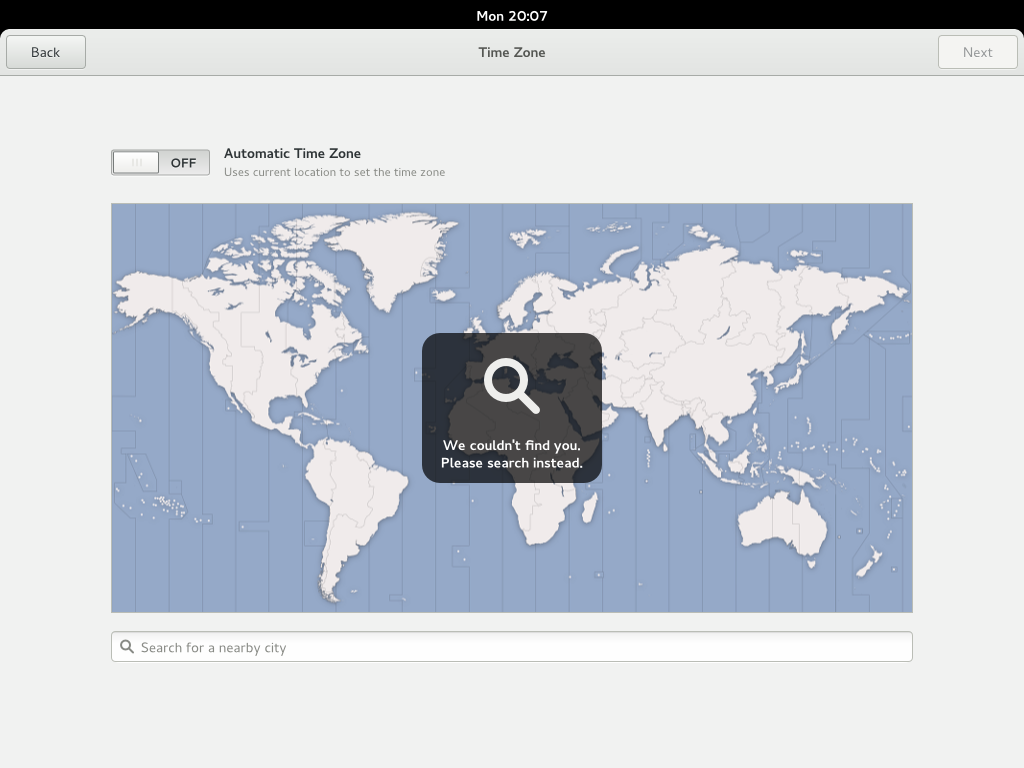 Mon 20:07
Back
Time Zone
Next
OFF
Automatic Time Zone
Uses current location to set the time zone
We couldn't find you.
Please search instead.
Search for a nearby city